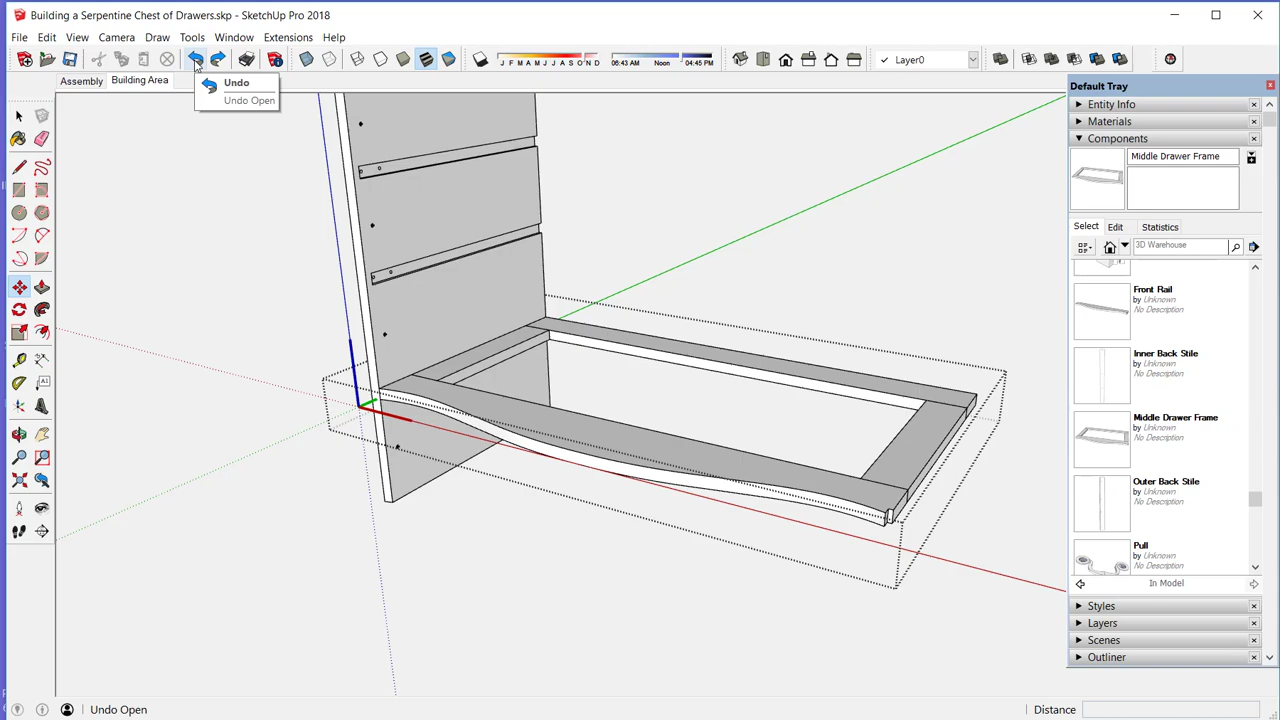 Building a Serpentine Chest of Drawers.skp - SketchUp Pro 2018
File Edit View Camera Draw Tools Window Extensions Help
J F M A M J J A S O N D
06:43 AM Noon 04:45 PM
Layer0
Assembly Building Area
Undo
Undo Open
Default Tray
Entity Info
Materials
Components
Middle Drawer Frame
Select Edit Statistics
3D Warehouse
Front Rail
by Unknown
No Description
Inner Back Stile
by Unknown
No Description
Middle Drawer Frame
by Unknown
No Description
Outer Back Stile
by Unknown
No Description
Pull
by Unknown
No Description
In Model
Styles
Layers
Scenes
Outliner
Undo Open
Distance